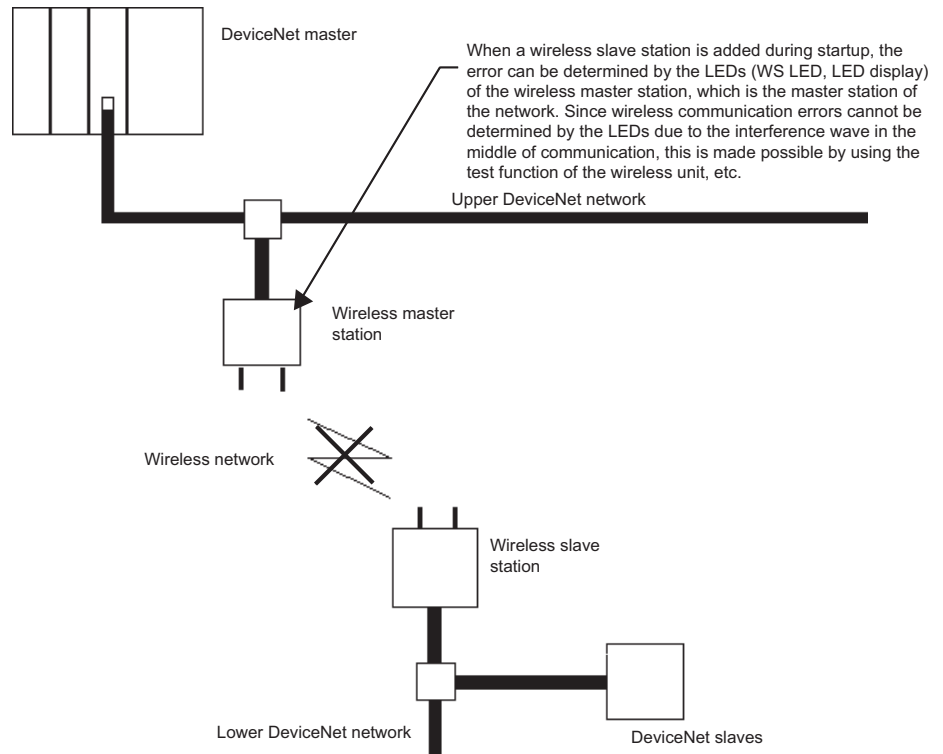 DeviceNet master
When a wireless slave station is added during startup, the
error can be determined by the LEDs (WS LED, LED display)
of the wireless master station, which is the master station of
the network. Since wireless communication errors cannot be
determined by the LEDs due to the interference wave in the
middle of communication, this is made possible by using the
test function of the wireless unit, etc.
Upper DeviceNet network
Wireless master
station
Wireless network
Wireless slave
station
Lower DeviceNet network
DeviceNet slaves